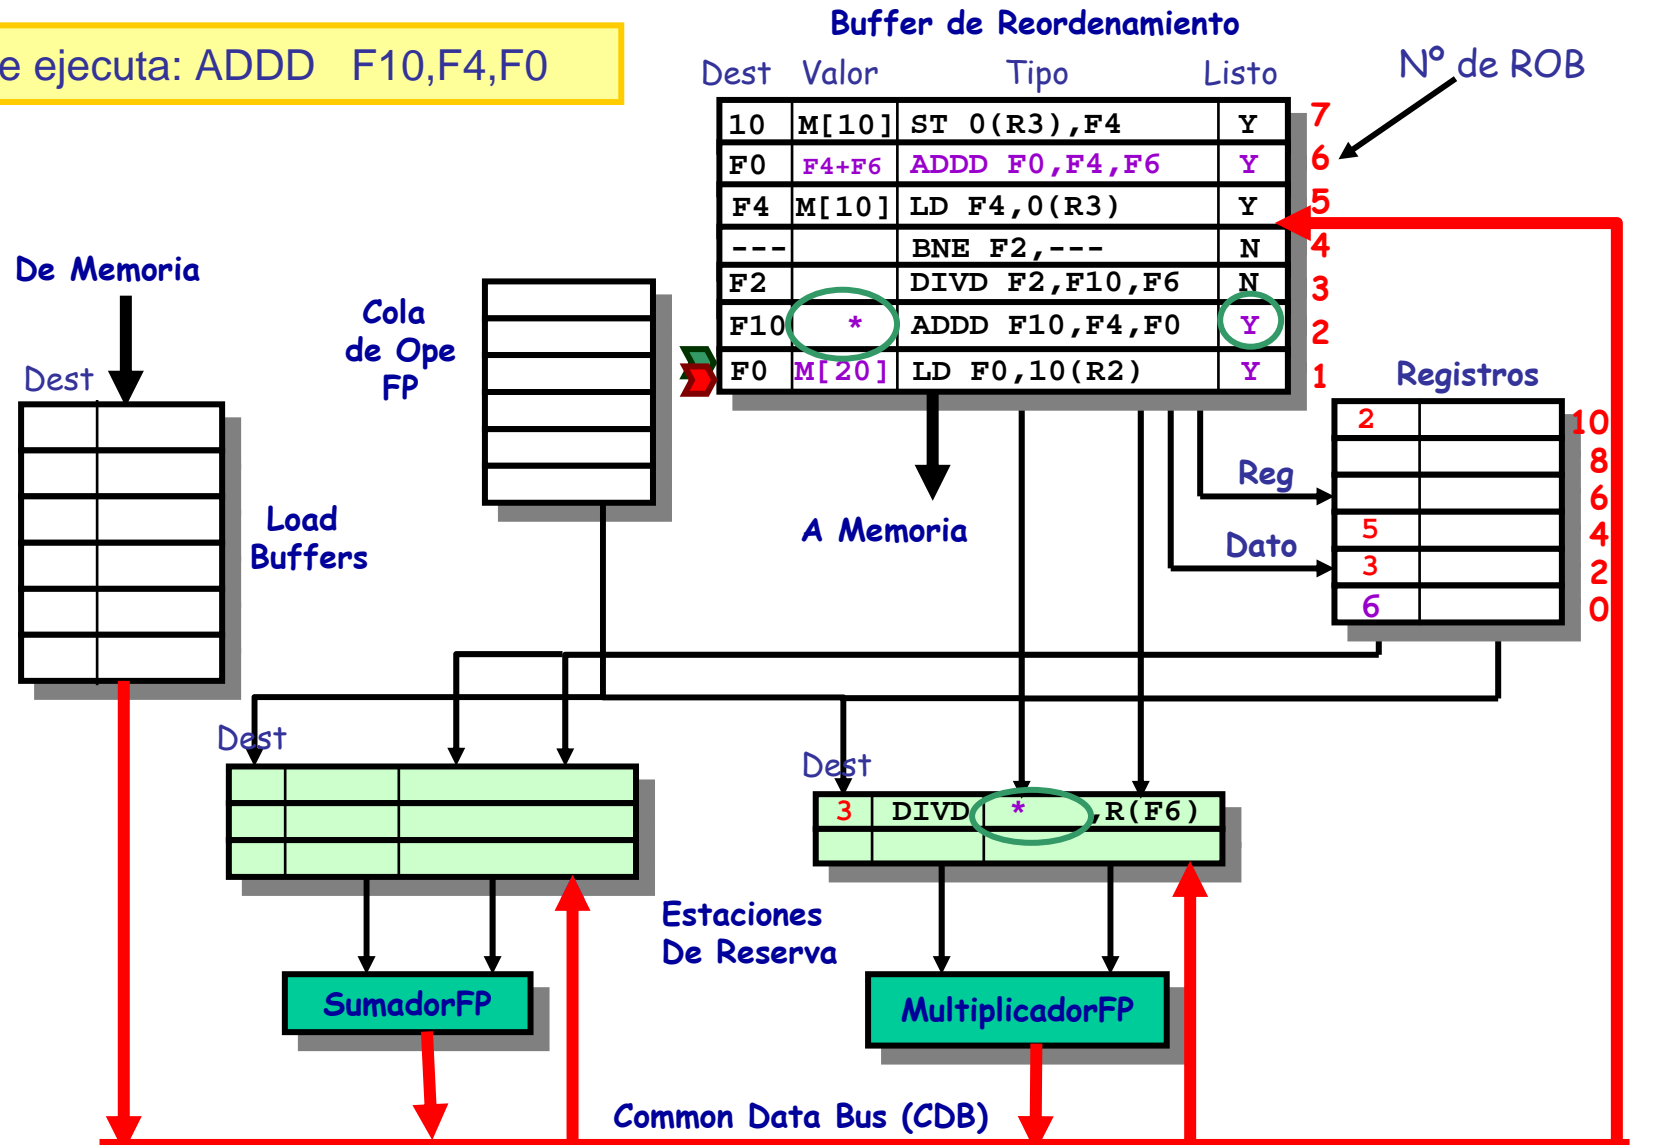 Buffer de Reordenamiento
e ejecuta: ADDD F10,F4,F0
Dest Valor Tipo Listo
Nº de ROB
10 M[10] ST 0(R3),F4 Y 7
F0 F4+F6 ADDD F0,F4,F6 Y 6
F4 M[10] LD F4,0(R3) Y 5
--- BNE F2,--- N 4
F2 DIVD F2,F10,F6 N 3
F10 * ADDD F10,F4,F0 Y 2
F0 M[20] LD F0,10(R2) Y 1
De Memoria
Cola
de Ope
FP
Dest
Registros
2 10
8
6
5 4
3 2
6 0
Reg
Dato
Load
Buffers
A Memoria
Dest
Dest
3 DIVD * ,R(F6)
Estaciones
De Reserva
SumadorFP
MultiplicadorFP
Common Data Bus (CDB)